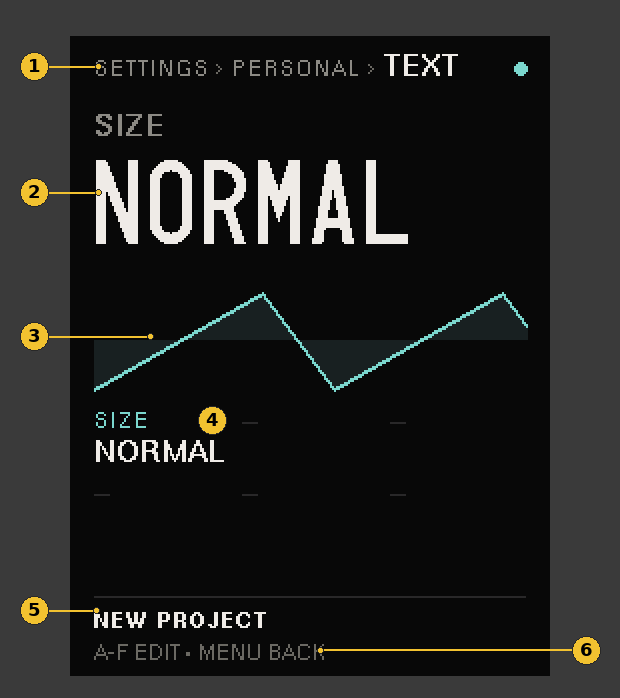 1 SETTINGS › PERSONAL › TEXT
SIZE
2 NORMAL
3
SIZE 4
NORMAL
5 NEW PROJECT
A-F EDIT · MENU BACK 6